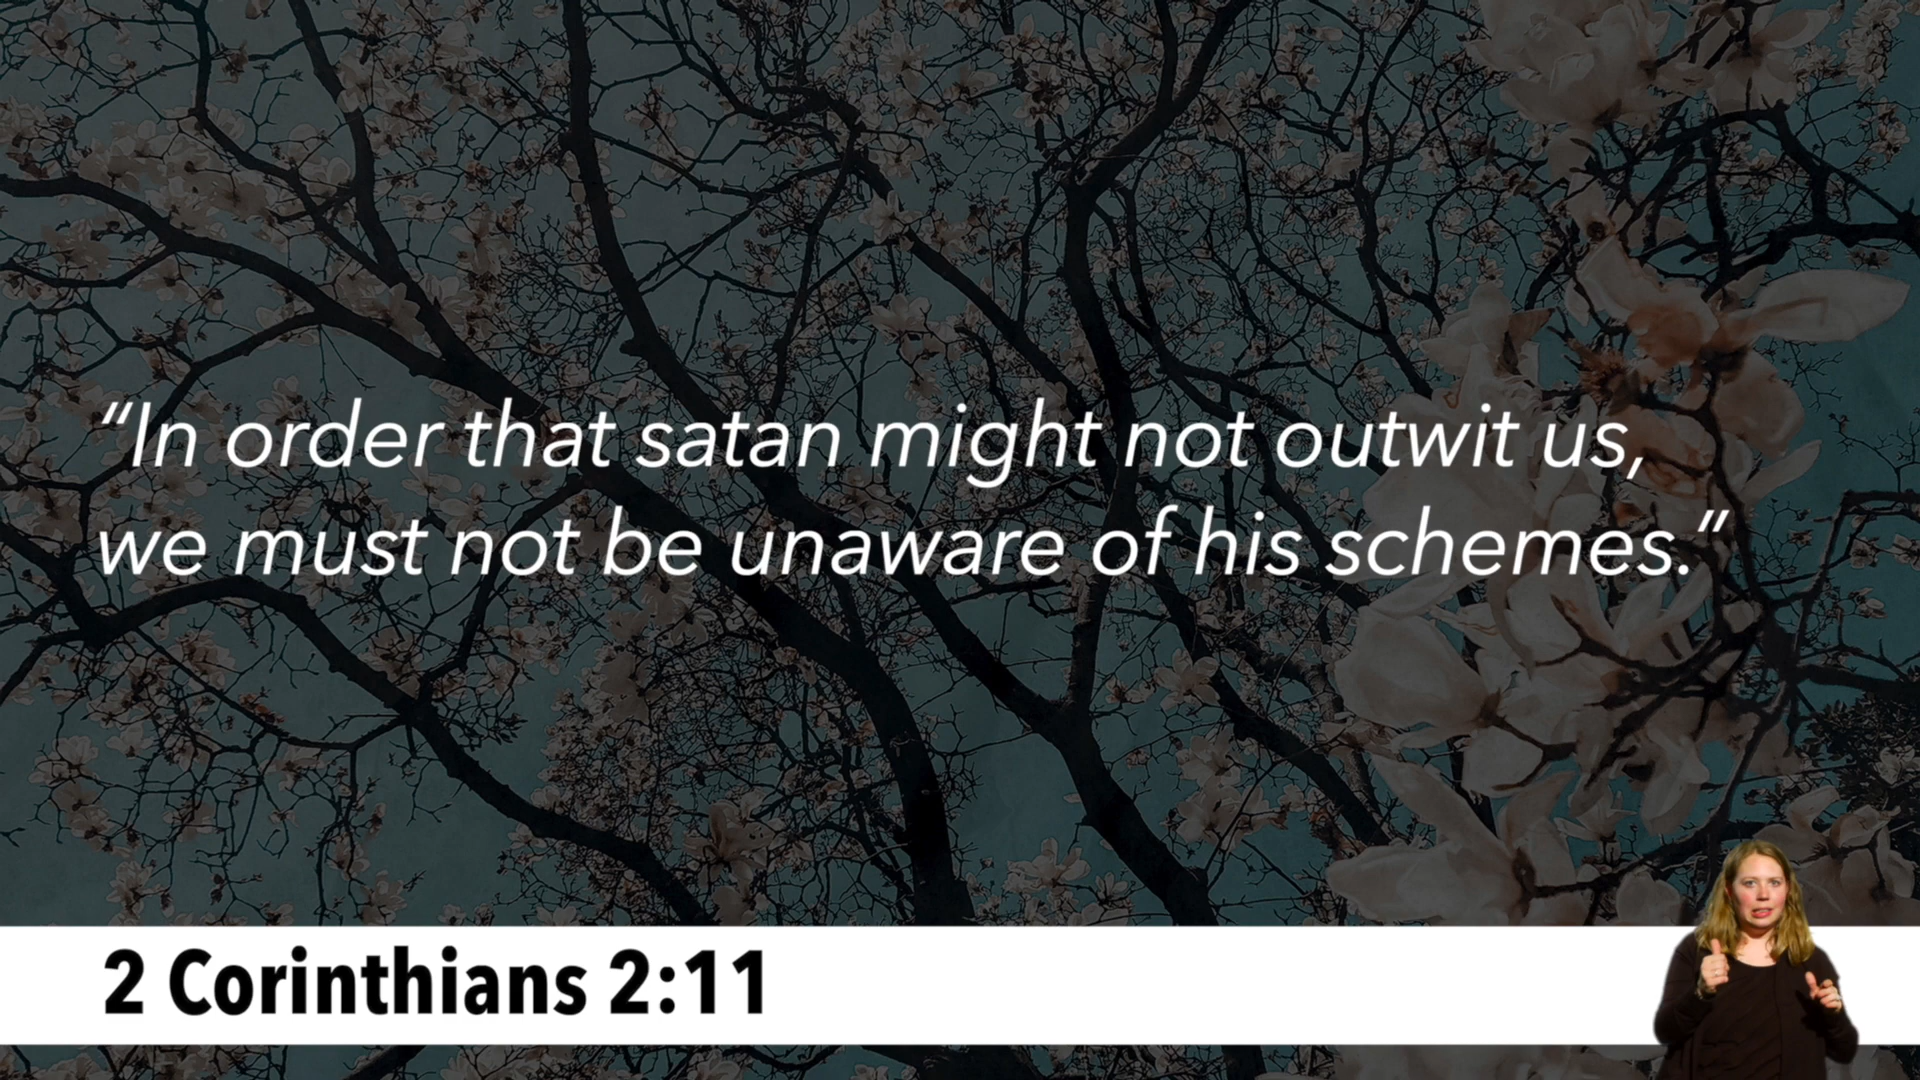 “In order that satan might not outwit us,
we must not be unaware of his schemes.”
2 Corinthians 2:11